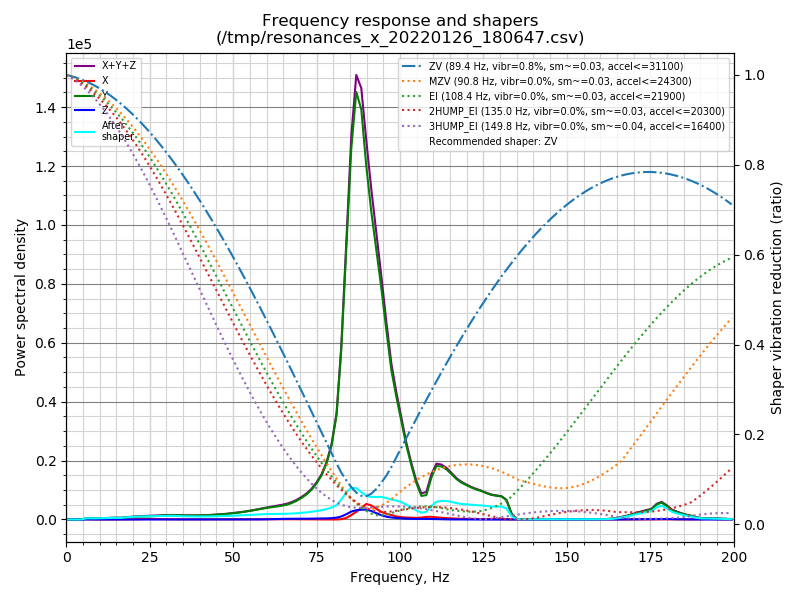 Frequency response and shapers
(/tmp/resonances_x_20220126_180647.csv)
1e5
X+Y+Z
X
Y
Z
After
shaper
ZV (89.4 Hz, vibr=0.8%, sm~=0.03, accel<=31100)
MZV (90.8 Hz, vibr=0.0%, sm~=0.03, accel<=24300)
EI (108.4 Hz, vibr=0.0%, sm~=0.03, accel<=21900)
2HUMP_EI (135.0 Hz, vibr=0.0%, sm~=0.03, accel<=20300)
3HUMP_EI (149.8 Hz, vibr=0.0%, sm~=0.04, accel<=16400)
Recommended shaper: ZV
Power spectral density
1.4
1.2
1.0
0.8
0.6
0.4
0.2
0.0
1.0
0.8
0.6
0.4
0.2
0.0
Shaper vibration reduction (ratio)
0 25 50 75 100 125 150 175 200
Frequency, Hz